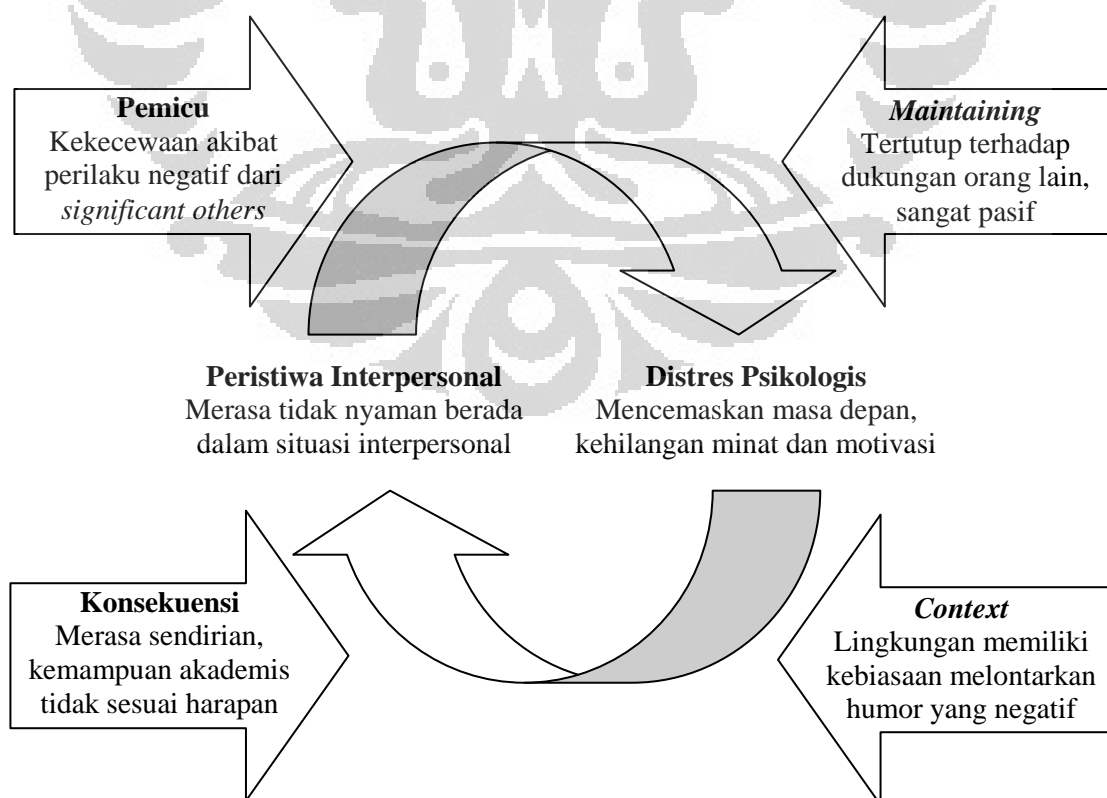 Pemicu
Kekecewaan akibat
perilaku negatif dari
significant others
Maintaining
Tertutup terhadap
dukungan orang lain,
sangat pasif
Peristiwa Interpersonal
Merasa tidak nyaman berada
dalam situasi interpersonal
Distres Psikologis
Mencemaskan masa depan,
kehilangan minat dan motivasi
Konsekuensi
Merasa sendirian,
kemampuan akademis
tidak sesuai harapan
Context
Lingkungan memiliki
kebiasaan melontarkan
humor yang negatif